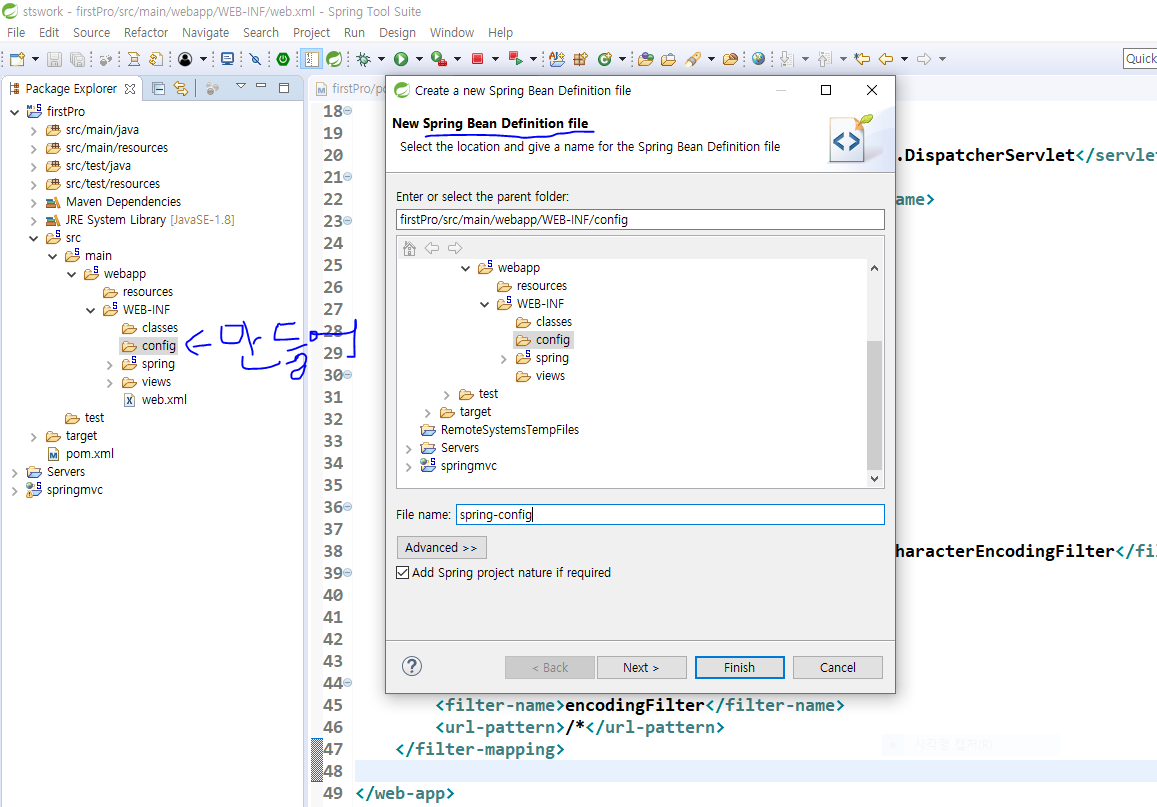 stswork - firstPro/src/main/webapp/WEB-INF/web.xml - Spring Tool Suite
File Edit Source Refactor Navigate Search Project Run Design Window Help
Quick
Package Explorer
firstPro
src/main/java
src/main/resources
src/test/java
src/test/resources
Maven Dependencies
JRE System Library [JavaSE-1.8]
src
main
webapp
resources
WEB-INF
classes
config
spring
views
web.xml
test
target
pom.xml
Servers
springmvc
만들어
firstPro/po
18
19
20 .DispatcherServlet</servlet
21
22 ame>
23
24
25
26
27
28
29
30
31
32
33
34
35
36
37
38 haracterEncodingFilter</fil
39
40
41
42
43
44
45 <filter-name>encodingFilter</filter-name>
46 <url-pattern>/*</url-pattern>
47 </filter-mapping>
48
49 </web-app>
Create a new Spring Bean Definition file
New Spring Bean Definition file
Select the location and give a name for the Spring Bean Definition file
Enter or select the parent folder:
firstPro/src/main/webapp/WEB-INF/config
webapp
resources
WEB-INF
classes
config
spring
views
test
target
RemoteSystemsTempFiles
Servers
springmvc
File name: spring-config
Advanced >>
Add Spring project nature if required
< Back Next > Finish Cancel